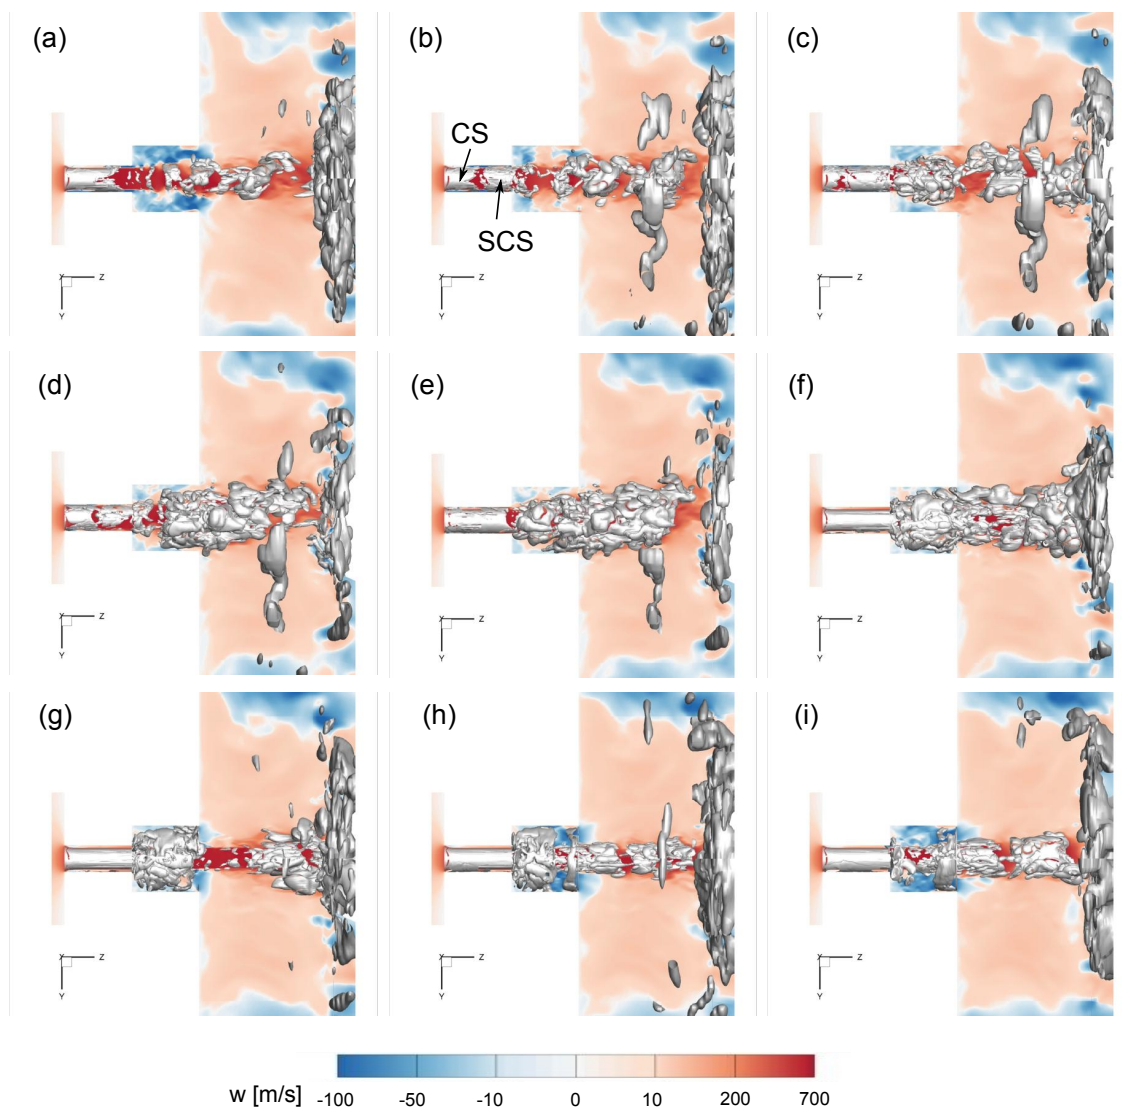 (a)
(b)
(c)
CS
SCS
X Z
Y
X Z
Y
X Z
Y
(d)
(e)
(f)
X Z
Y
X Z
Y
X Z
Y
(g)
(h)
(i)
X Z
Y
X Z
Y
X Z
Y
w [m/s] -100 -50 -10 0 10 200 700